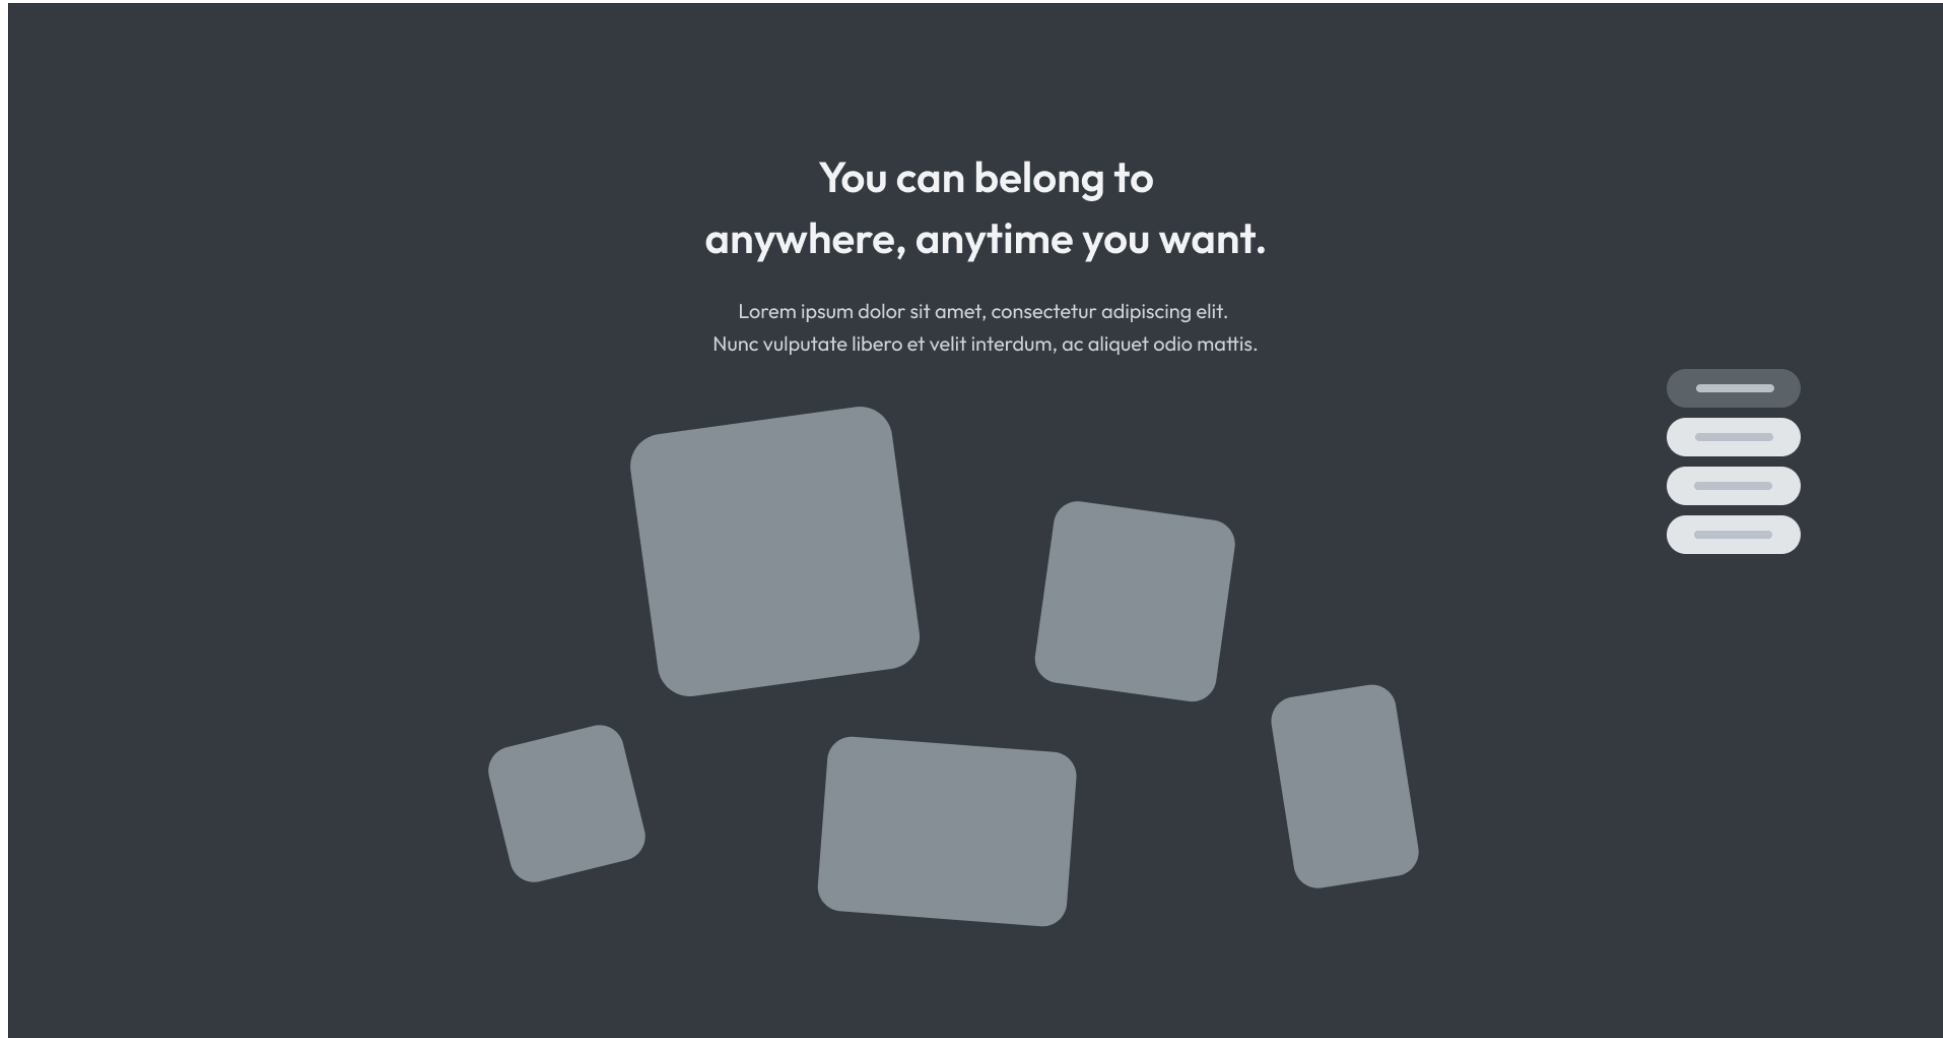 You can belong to
anywhere, anytime you want.
Lorem ipsum dolor sit amet, consectetur adipiscing elit.
Nunc vulputate libero et velit interdum, ac aliquet odio mattis.